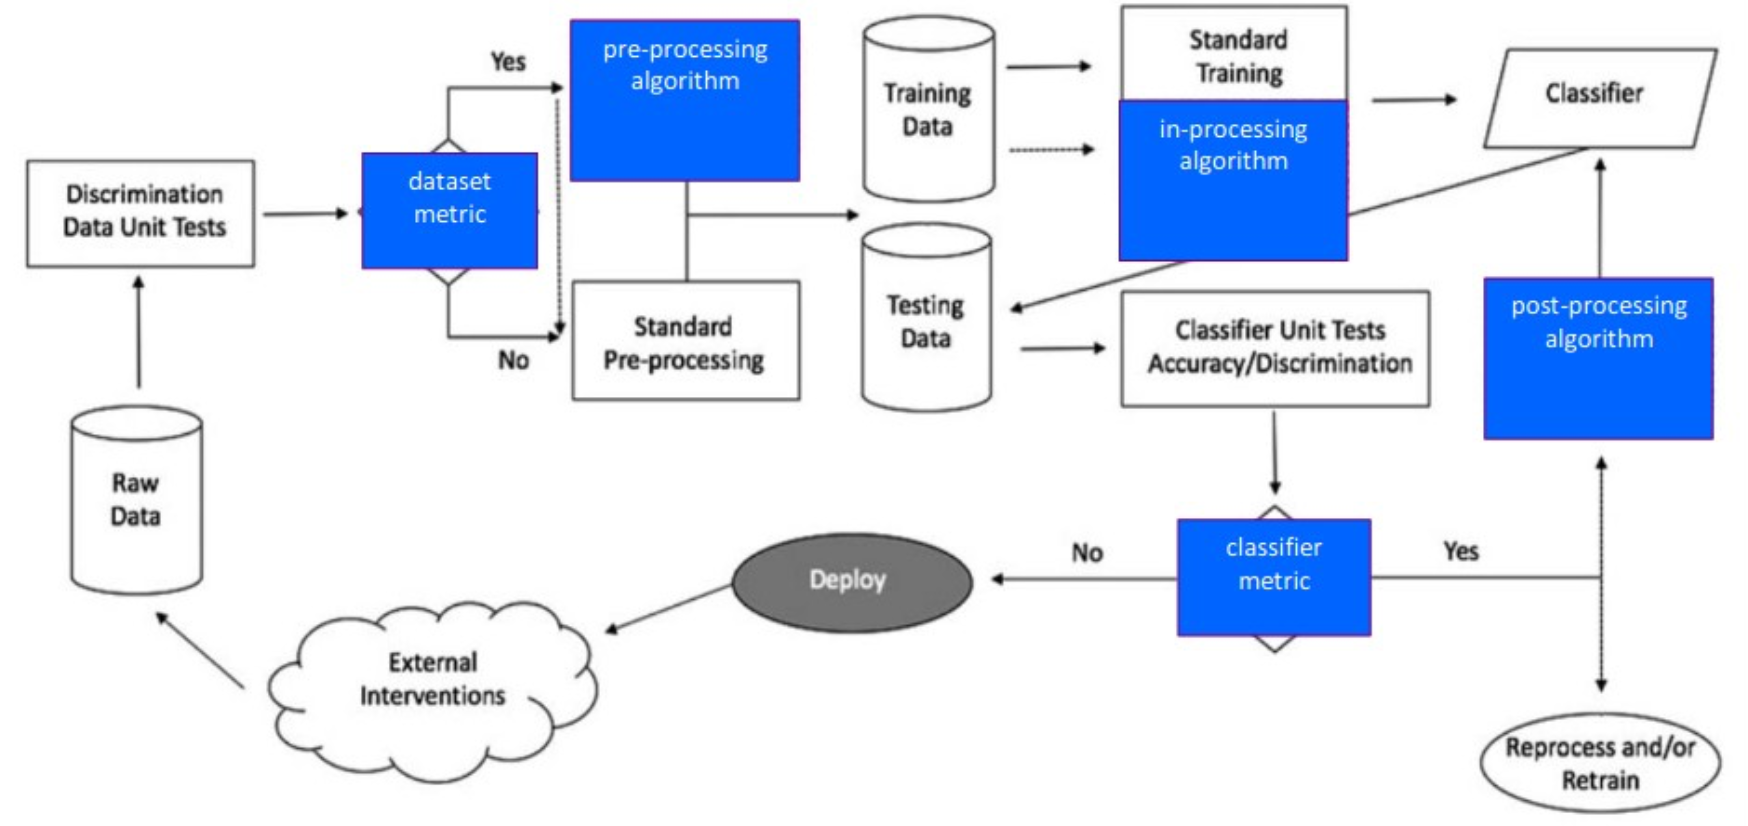 Yes
pre-processing
algorithm
Training
Data
Standard
Training
Classifier
in-processing
algorithm
Discrimination
Data Unit Tests
dataset
metric
No
Standard
Pre-processing
Testing
Data
Classifier Unit Tests
Accuracy/Discrimination
post-processing
algorithm
Raw
Data
External
Interventions
Deploy
No
classifier
metric
Yes
Reprocess and/or
Retrain